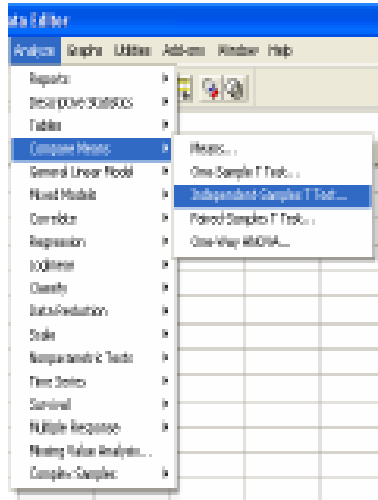 Data Editor
Analyze Graphs Utilities Add-ons Window Help
Reports
Descriptive Statistics
Tables
Compare Means
General Linear Model
Mixed Models
Correlate
Regression
Loglinear
Classify
Data Reduction
Scale
Nonparametric Tests
Time Series
Survival
Multiple Response
Missing Value Analysis...
Complex Samples
Means...
One-Sample T Test...
Independent-Samples T Test...
Paired-Samples T Test...
One-Way ANOVA...